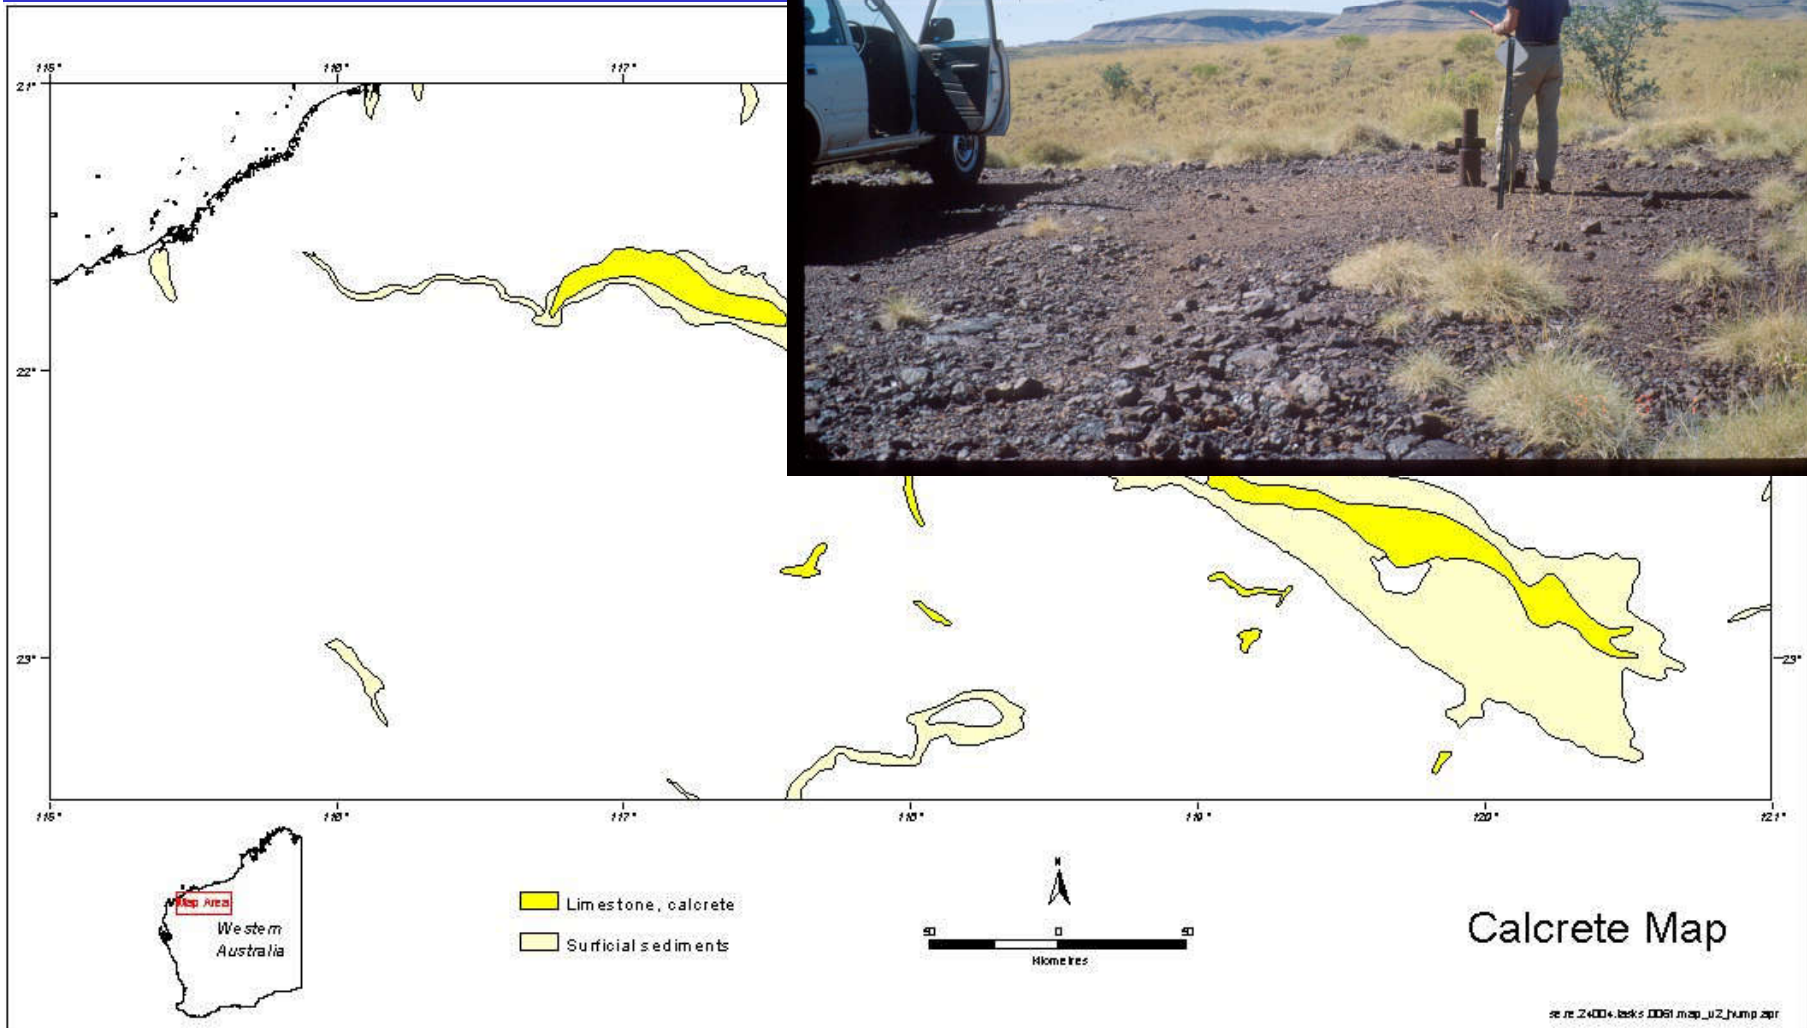 115° 116° 117°
21°
22°
23° 23°
115° 116° 117° 118° 119° 120° 121°
Map Area
Western
Australia
Limestone, calcrete
Surficial sediments
N
50 0 50
Kilometres
Calcrete Map